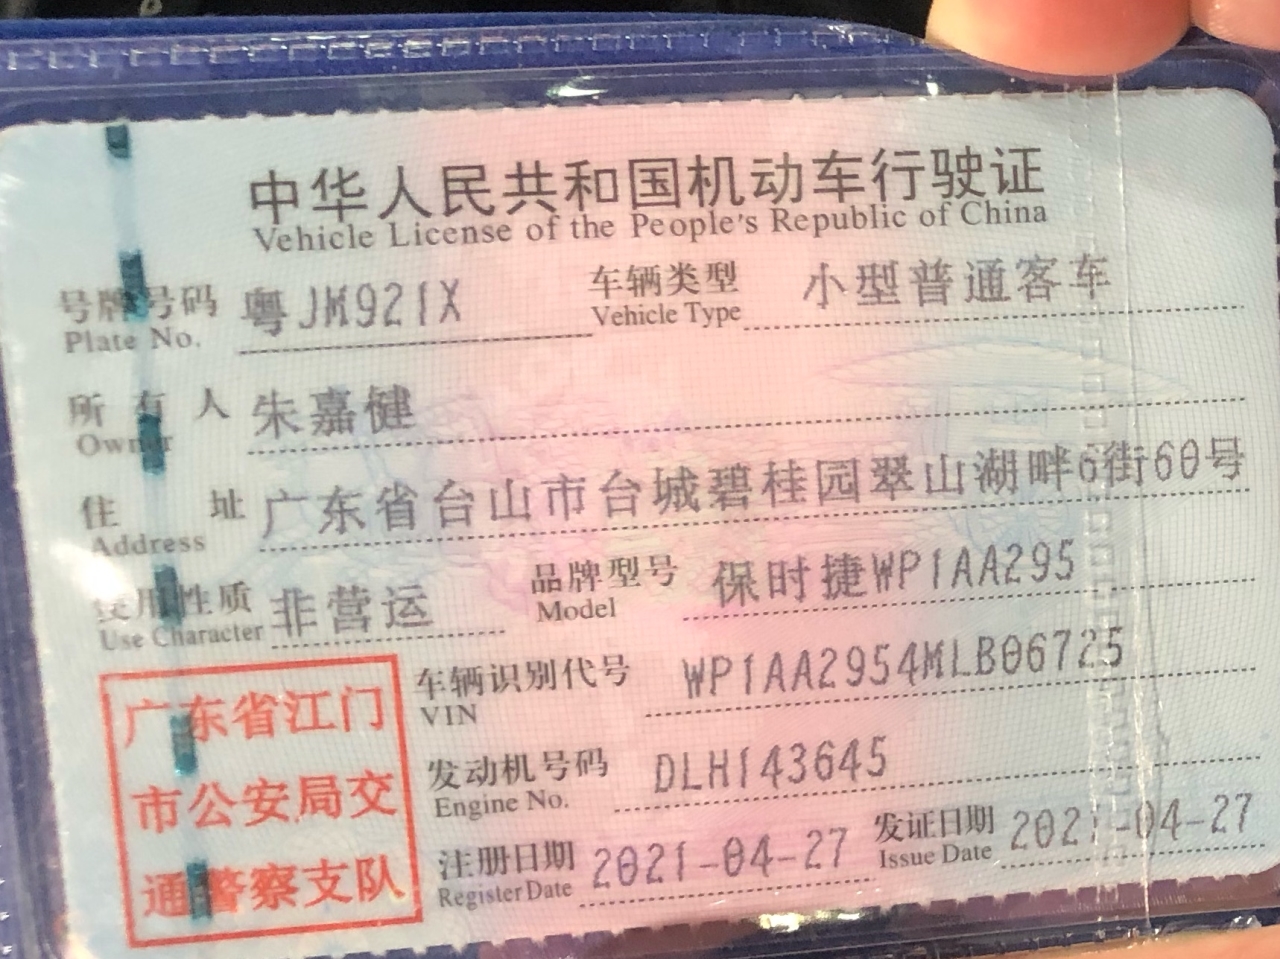 中华人民共和国机动车行驶证
Vehicle License of the People's Republic of China
号牌号码 粤JM921X 车辆类型 小型普通客车
Plate No. Vehicle Type
所有人 朱嘉健
Owner
住址 广东省台山市台城碧桂园翠山湖畔6街60号
Address
使用性质 非营运 品牌型号 保时捷WP1AA295
Use Character Model
车辆识别代号 WP1AA2954MLB06725
VIN
发动机号码 DLH143645
Engine No.
注册日期 2021-04-27 发证日期 2021-04-27
Register Date Issue Date
广东省江门
市公安局交
通警察支队